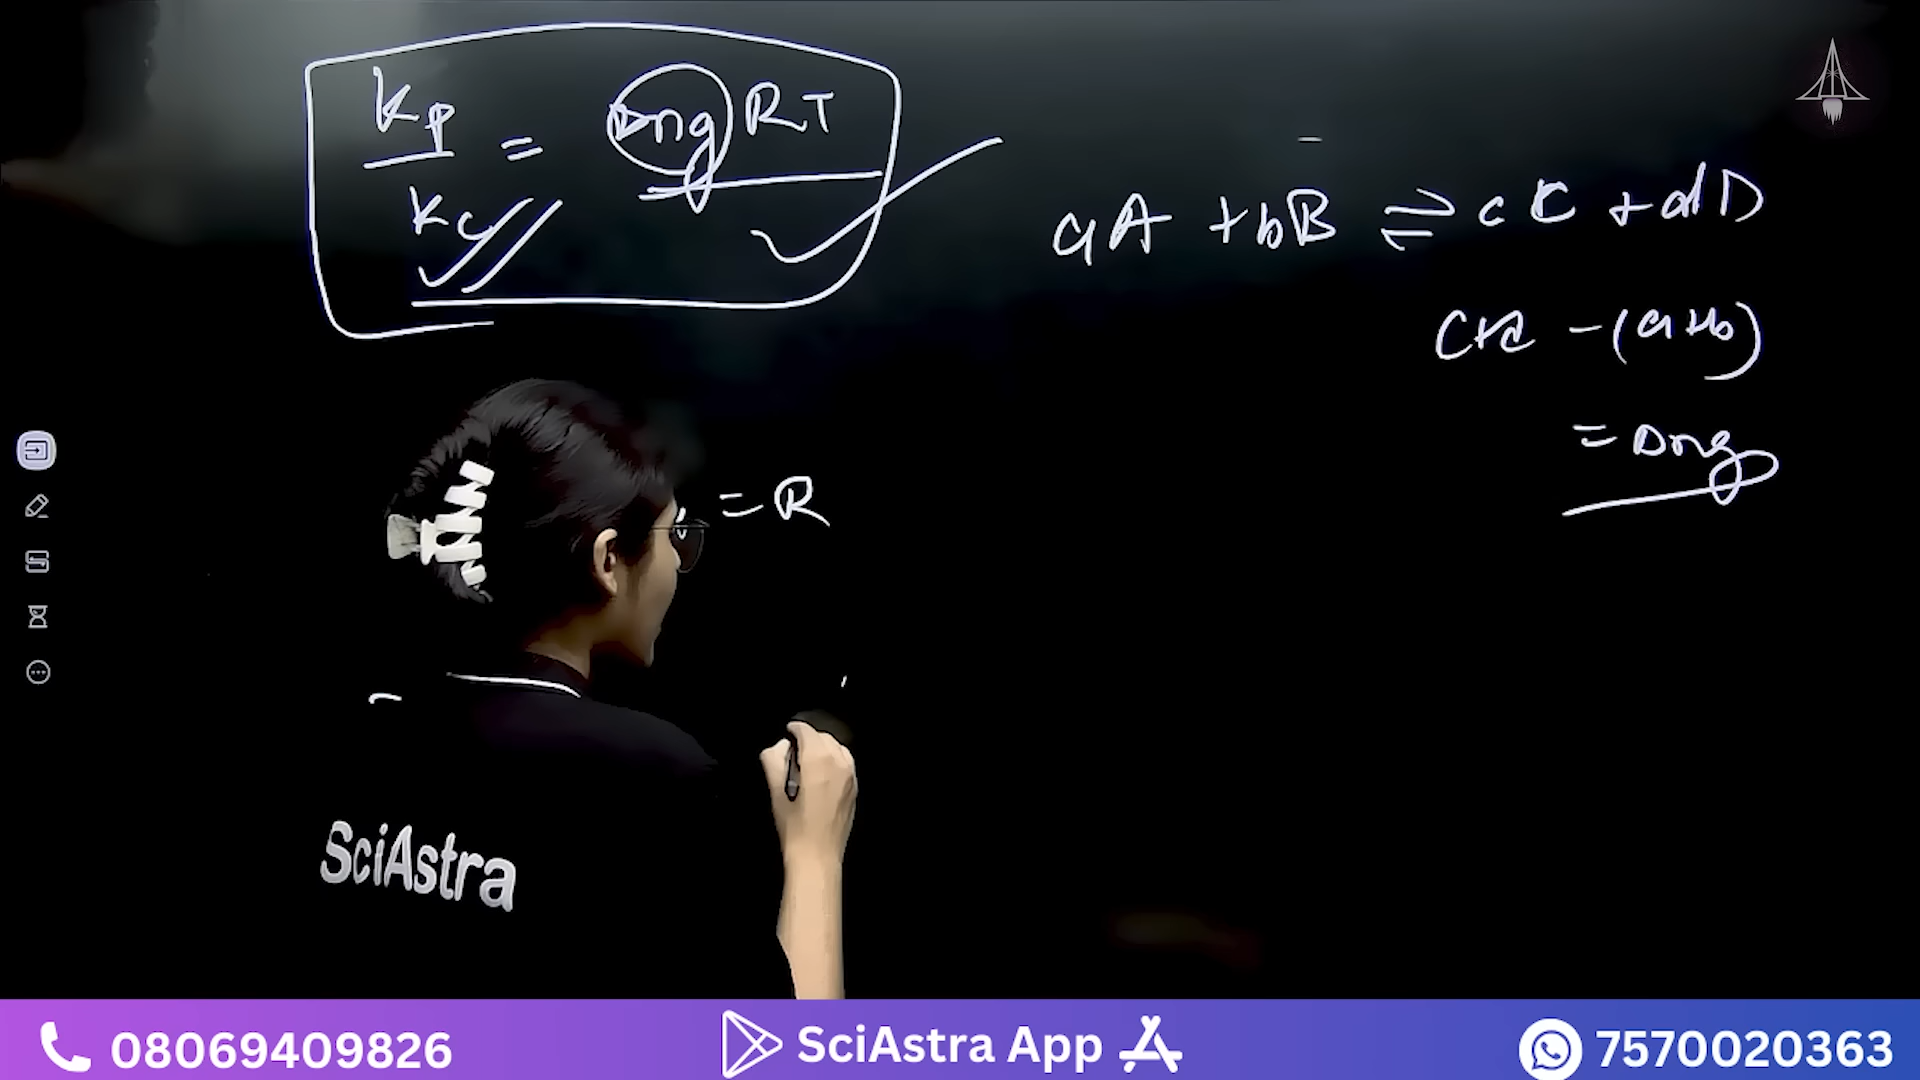 Kp = Δng RT
Kc
aA + bB ⇌ cC + dD
c+d - (a+b)
= Δng
= R
SciAstra
08069409826
SciAstra App
7570020363